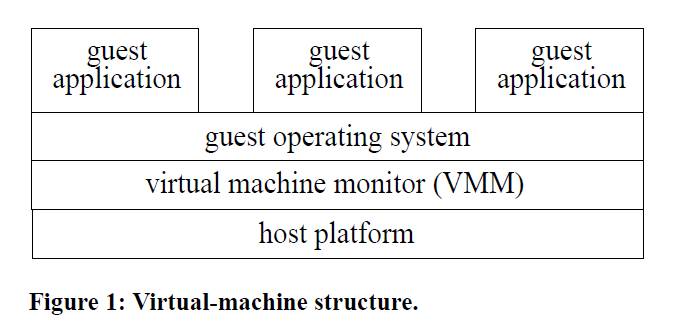 guest
application
guest
application
guest
application
guest operating system
virtual machine monitor (VMM)
host platform
Figure 1: Virtual-machine structure.